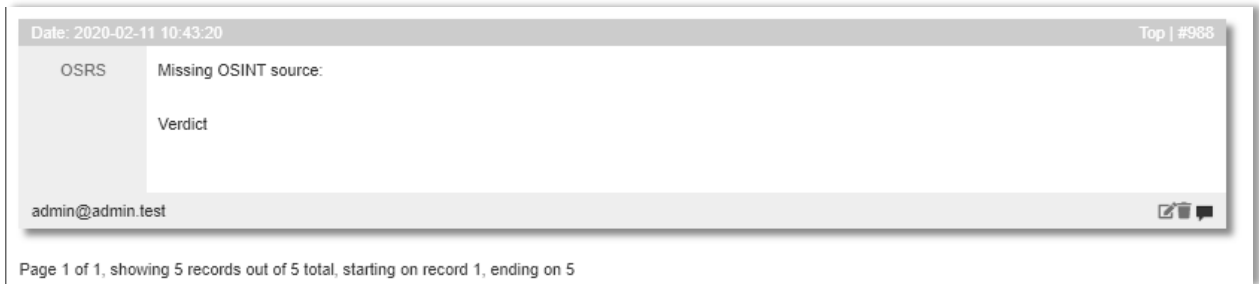 Date: 2020-02-11 10:43:20 Top | #988
OSRS Missing OSINT source:
Verdict
admin@admin.test
Page 1 of 1, showing 5 records out of 5 total, starting on record 1, ending on 5